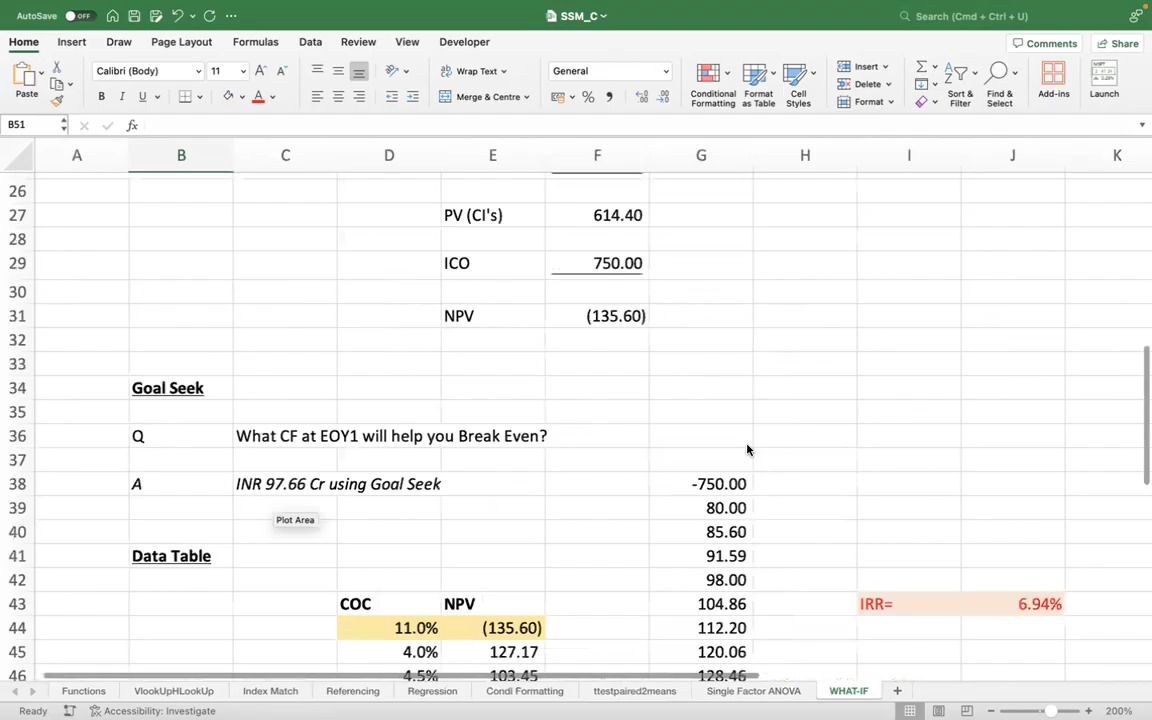 AutoSave OFF SSM_C Search (Cmd + Ctrl + U)
Home Insert Draw Page Layout Formulas Data Review View Developer Comments Share
Paste Calibri (Body) 11 Wrap Text General Insert
B I U A Merge & Centre % Conditional Formatting Format as Table Cell Styles Delete Format Sort & Filter Find & Select Add-ins Launch
B51 fx
A B C D E F G H I J K
26
27 PV (CI's) 614.40
28
29 ICO 750.00
30
31 NPV (135.60)
32
33
34 Goal Seek
35
36 Q What CF at EOY1 will help you Break Even?
37
38 A INR 97.66 Cr using Goal Seek -750.00
39 80.00
Plot Area
40 85.60
41 Data Table 91.59
42 98.00
43 COC NPV 104.86 IRR= 6.94%
44 11.0% (135.60) 112.20
45 4.0% 127.17 120.06
46 4.5% 103.45 128.46
Functions VlookUpHLookUp Index Match Referencing Regression Condl Formatting ttestpaired2means Single Factor ANOVA WHAT-IF +
Ready Accessibility: Investigate 200%